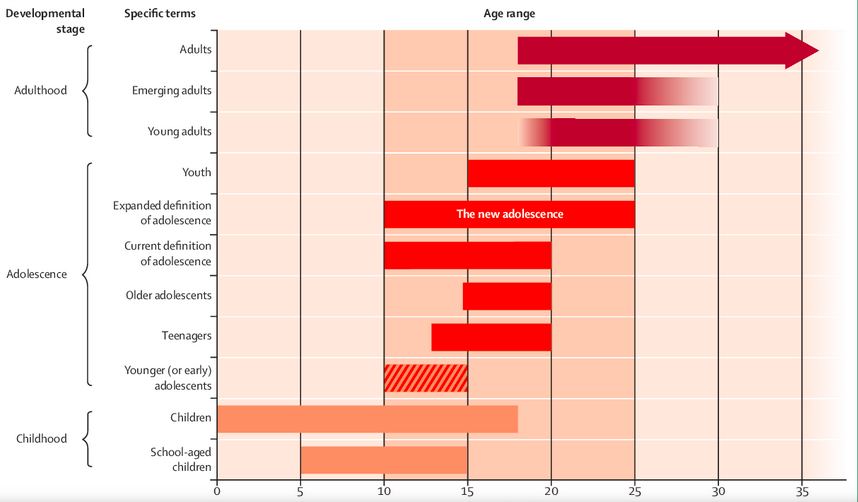 Developmental
stage
Specific terms
Age range
Adulthood
Adults
Emerging adults
Young adults
Adolescence
Youth
Expanded definition
of adolescence
The new adolescence
Current definition
of adolescence
Older adolescents
Teenagers
Younger (or early)
adolescents
Childhood
Children
School-aged
children
0 5 10 15 20 25 30 35